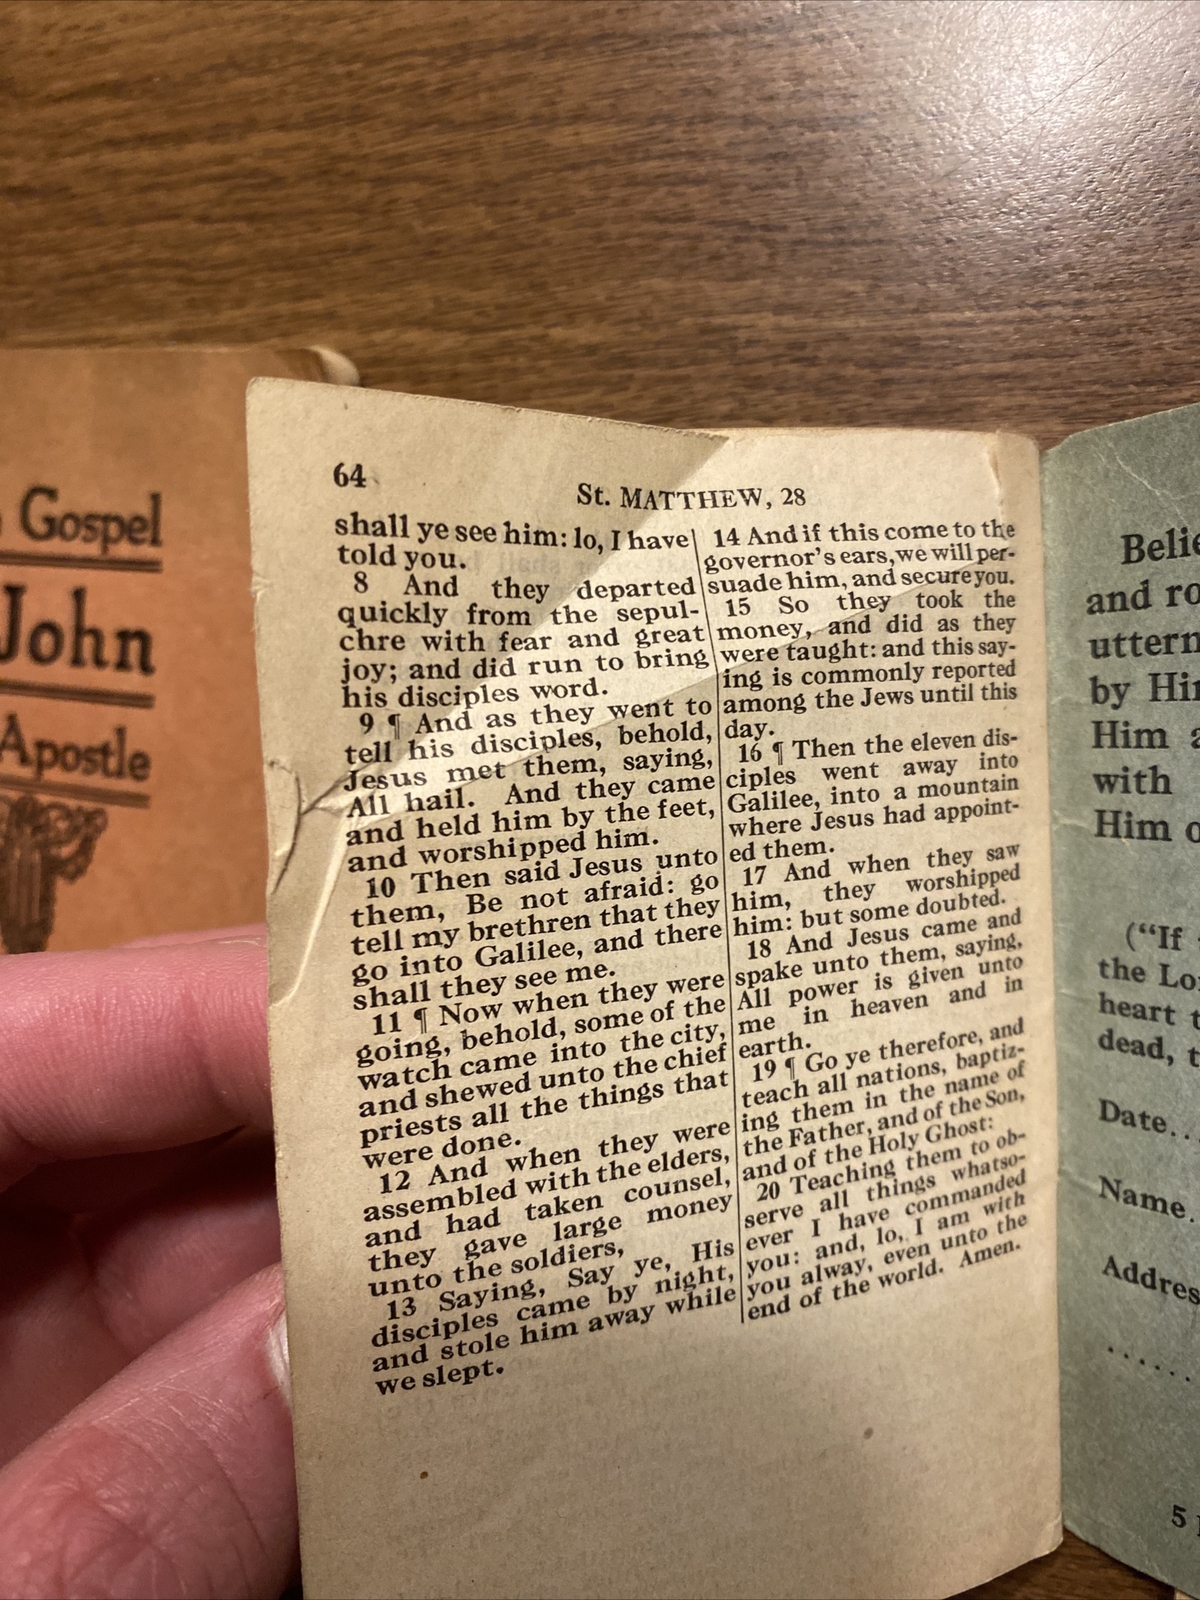 Gospel
John
Apostle
64
St. MATTHEW, 28
shall ye see him: lo, I have
told you.
8 And they departed
quickly from the sepul-
chre with fear and great
joy; and did run to bring
his disciples word.
9 ¶ And as they went to
tell his disciples, behold,
Jesus met them, saying,
All hail. And they came
and held him by the feet,
and worshipped him.
10 Then said Jesus unto
them, Be not afraid: go
tell my brethren that they
go into Galilee, and there
shall they see me.
11 ¶ Now when they were
going, behold, some of the
watch came into the city,
and shewed unto the chief
priests all the things that
were done.
12 And when they were
assembled with the elders,
and had taken counsel,
they gave large money
unto the soldiers,
13 Saying, Say ye, His
disciples came by night,
and stole him away while
we slept.
14 And if this come to the
governor's ears, we will per-
suade him, and secure you.
15 So they took the
money, and did as they
were taught: and this say-
ing is commonly reported
among the Jews until this
day.
16 ¶ Then the eleven dis-
ciples went away into
Galilee, into a mountain
where Jesus had appoint-
ed them.
17 And when they saw
him, they worshipped
him: but some doubted.
18 And Jesus came and
spake unto them, saying,
All power is given unto
me in heaven and in
earth.
19 ¶ Go ye therefore, and
teach all nations, baptiz-
ing them in the name of
the Father, and of the Son,
and of the Holy Ghost:
20 Teaching them to ob-
serve all things whatso-
ever I have commanded
you: and, lo, I am with
you alway, even unto the
end of the world. Amen.
Belie
and ro
uttern
by Hi
Him a
with
Him o
("If
the Lo
heart t
dead, t
Date...
Name.
Addres
......
5